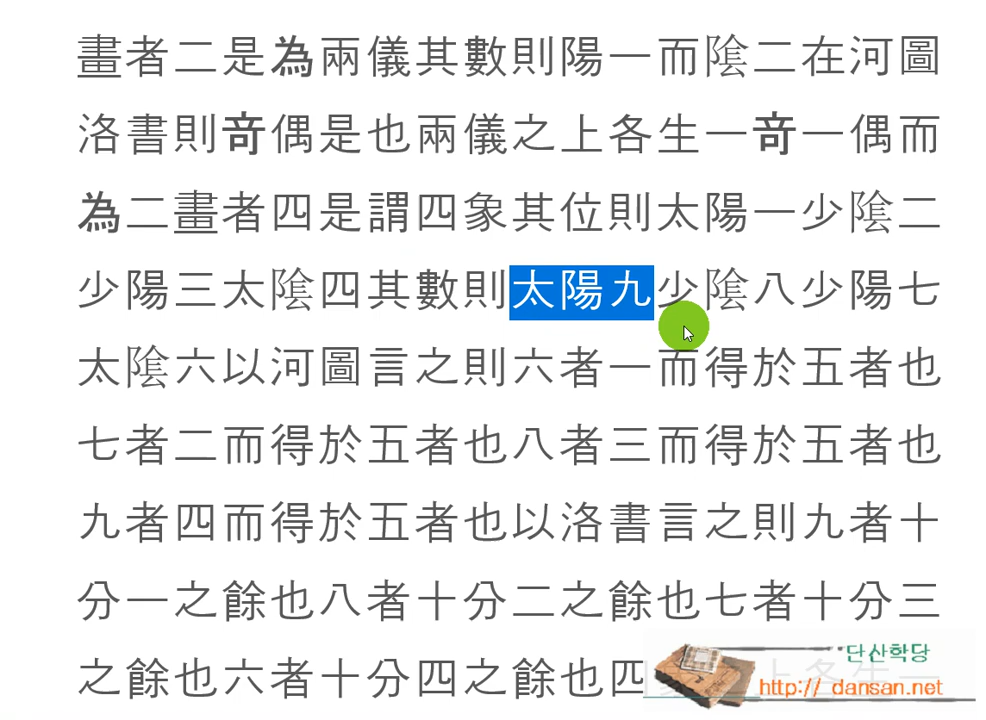 畫者二是為兩儀其數則陽一而陰二在河圖
洛書則竒偶是也兩儀之上各生一竒一偶而
為二畫者四是謂四象其位則太陽一少陰二
少陽三太陰四其數則太陽九少陰八少陽七
太陰六以河圖言之則六者一而得於五者也
七者二而得於五者也八者三而得於五者也
九者四而得於五者也以洛書言之則九者十
分一之餘也八者十分二之餘也七者十分三
之餘也六者十分四之餘也四象之上各生一
단산학당
http:// dansan.net